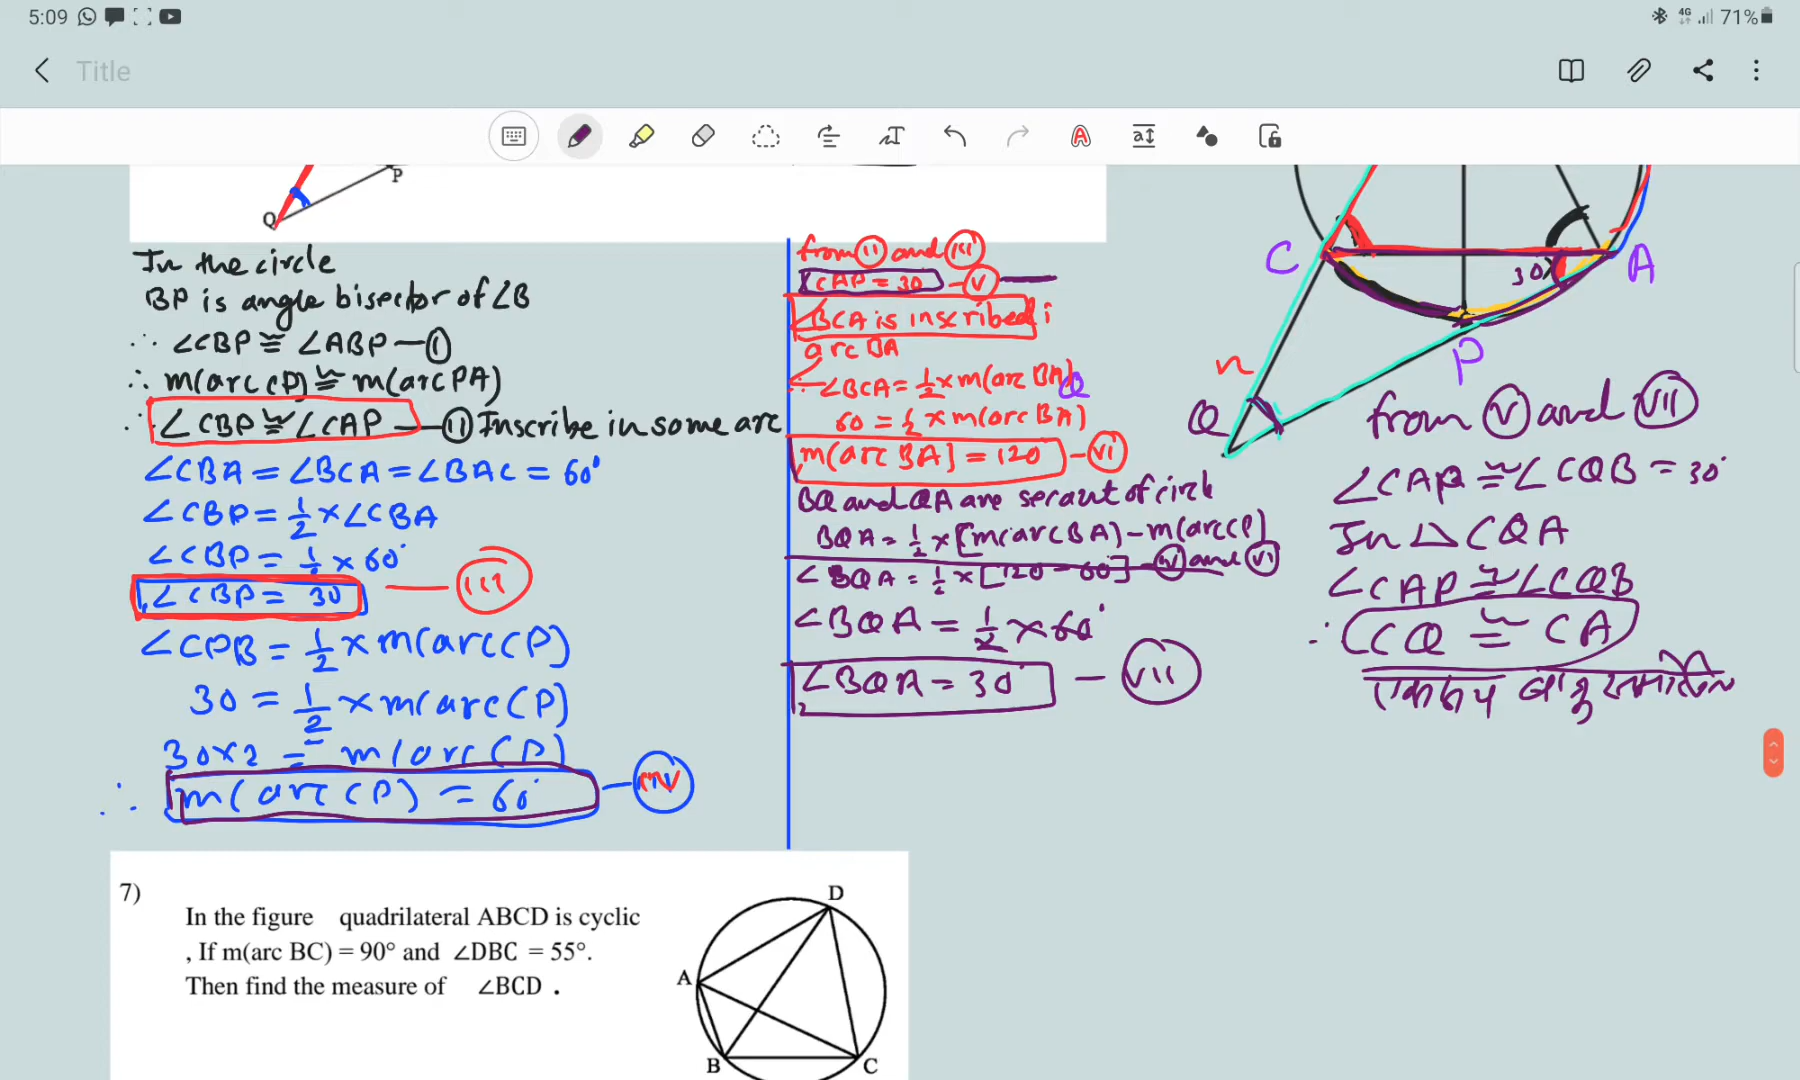 5:09
71%
Title
P
Q
In the circle
BP is angle bisector of ∠B
∴ ∠CBP ≅ ∠ABP — (I)
∴ m(arc CP) ≅ m(arc PA)
∴ ∠CBP ≅ ∠CAP — (II) Inscribe in some arc
∠CBA = ∠BCA = ∠BAC = 60°
∠CBP = 1/2 × ∠CBA
∠CBP = 1/2 × 60°
∠CBP = 30 — (III)
∠CPB = 1/2 × m(arc CP)
30 = 1/2 × m(arc CP)
30×2 = m(arc CP)
∴ m(arc CP) = 60° — (IV)
from (II) and (III)
∠CAP = 30 — (V)
∠BCA is inscribed i
arc BA
∴ ∠BCA = 1/2 × m(arc BA)
60 = 1/2 × m(arc BA)
m(arc BA] = 120 — (VI)
BQ and QA are secant of circle
BQA = 1/2 × [m(arc BA) − m(arc CP]
∠BQA = 1/2 × [120 − 60] — (IV) and (VI)
∠BQA = 1/2 × 60°
∠BQA = 30° — (VII)
C
30
A
P
n
Q
Q
from (V) and (VII)
∠CAP ≅ ∠CQB = 30°
In △ CQA
∠CAP ≅ ∠CQB
∴ CQ ≅ CA
7)
In the figure quadrilateral ABCD is cyclic
, If m(arc BC) = 90° and ∠DBC = 55°.
Then find the measure of ∠BCD .
D
A
B
C